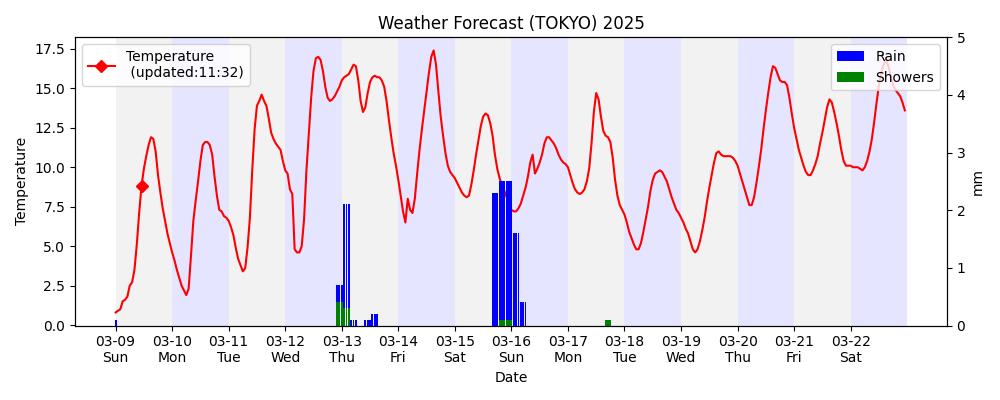 Weather Forecast (TOKYO) 2025
Temperature
(updated:11:32)
Rain
Showers
Temperature
17.5
15.0
12.5
10.0
7.5
5.0
2.5
0.0
5
4
3
2
1
0
mm
03-09 03-10 03-11 03-12 03-13 03-14 03-15 03-16 03-17 03-18 03-19 03-20 03-21 03-22
Sun Mon Tue Wed Thu Fri Sat Sun Mon Tue Wed Thu Fri Sat
Date